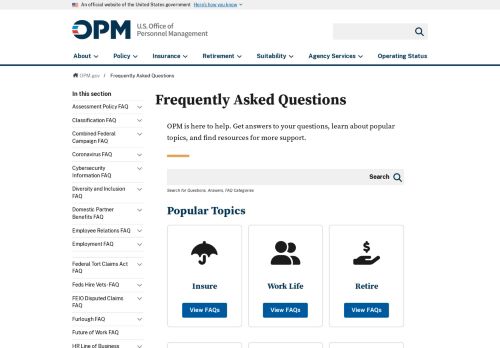 An official website of the United States government Here's how you know
OPM U.S. Office of
Personnel Management
About Policy Insurance Retirement Suitability Agency Services Operating Status
OPM.gov / Frequently Asked Questions
In this section
Assessment Policy FAQ
Classification FAQ
Combined Federal
Campaign FAQ
Coronavirus FAQ
Cybersecurity
Information FAQ
Diversity and Inclusion
FAQ
Domestic Partner
Benefits FAQ
Employee Relations FAQ
Employment FAQ
Federal Tort Claims Act
FAQ
Feds Hire Vets- FAQ
FEIO Disputed Claims
FAQ
Furlough FAQ
Future of Work FAQ
HR Line of Business
Frequently Asked Questions
OPM is here to help. Get answers to your questions, learn about popular
topics, and find resources for more support.
Search
Search for Questions, Answers, FAQ Categories
Popular Topics
Insure
View FAQs
Work Life
View FAQs
Retire
View FAQs